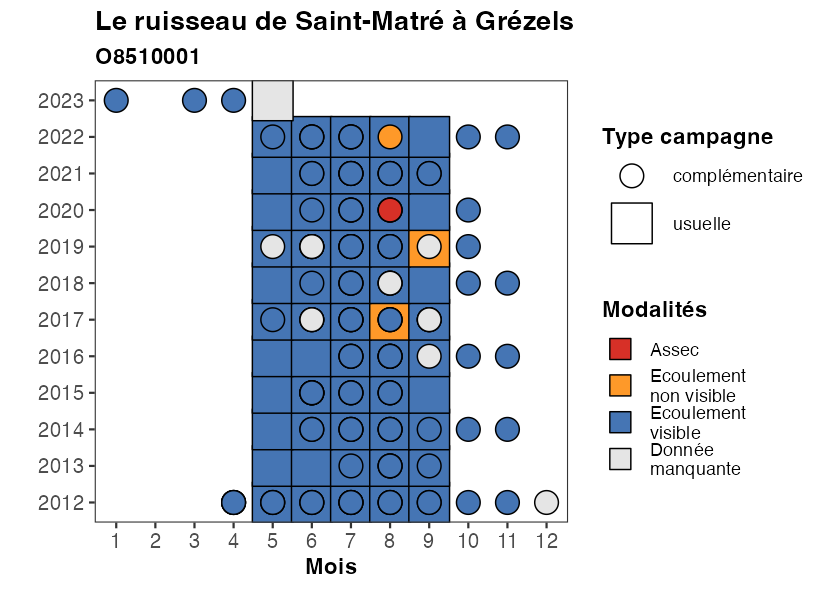 Le ruisseau de Saint-Matré à Grézels
O8510001
2023
2022
2021
2020
2019
2018
2017
2016
2015
2014
2013
2012
1 2 3 4 5 6 7 8 9 10 11 12
Mois
Type campagne
complémentaire
usuelle
Modalités
Assec
Ecoulement
non visible
Ecoulement
visible
Donnée
manquante